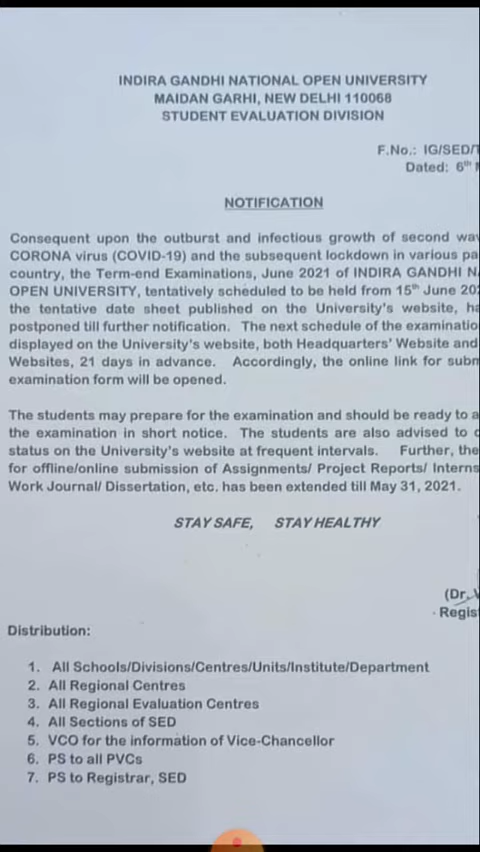 INDIRA GANDHI NATIONAL OPEN UNIVERSITY
MAIDAN GARHI, NEW DELHI 110068
STUDENT EVALUATION DIVISION
F.No.: IG/SED/
Dated: 6th
NOTIFICATION
Consequent upon the outburst and infectious growth of second
CORONA virus (COVID-19) and the subsequent lockdown in various
country, the Term-end Examinations, June 2021 of INDIRA GANDHI
OPEN UNIVERSITY, tentatively scheduled to be held from 15th June
the tentative date sheet published on the University's website,
postponed till further notification. The next schedule of the
displayed on the University's website, both Headquarters' Website and
Websites, 21 days in advance. Accordingly, the online link for
examination form will be opened.
The students may prepare for the examination and should be ready to
the examination in short notice. The students are also advised to
status on the University's website at frequent intervals. Further, the
for offline/online submission of Assignments/ Project Reports/
Work Journal/ Dissertation, etc. has been extended till May 31, 2021.
STAY SAFE, STAY HEALTHY
(Dr.
Distribution:
1. All Schools/Divisions/Centres/Units/Institute/Department
2. All Regional Centres
3. All Regional Evaluation Centres
4. All Sections of SED
5. VCO for the information of Vice-Chancellor
6. PS to all PVCs
7. PS to Registrar, SED